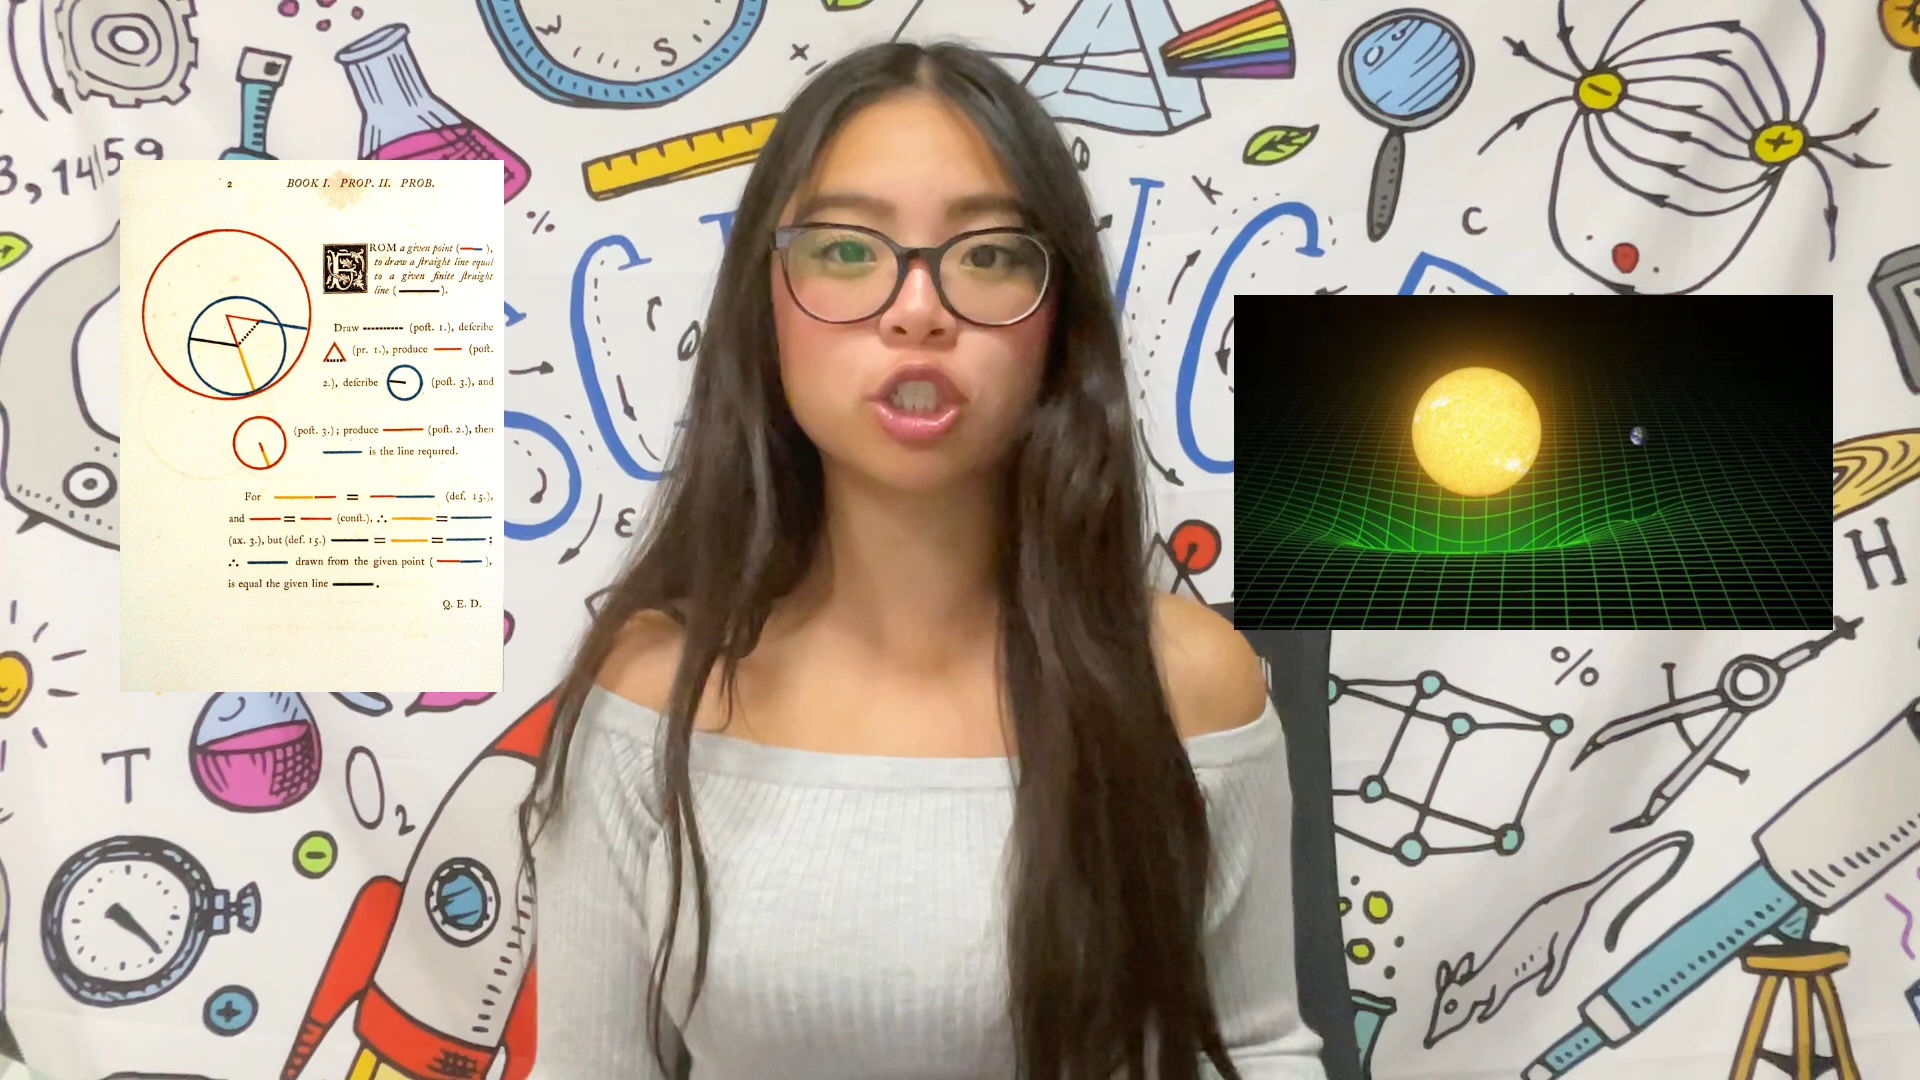 W
S
3,14159
2 BOOK I. PROP. II. PROB.
FROM a given point ( ),
to draw a ſtraight line equal
to a given finite ſtraight
line ( ).
Draw (poſt. 1.), deſcribe
(pr. 1.), produce (poſt.
2.), deſcribe (poſt. 3.), and
(poſt. 3.) ; produce (poſt. 2.), then
is the line required.
For = (def. 15.),
and = (conſt.), ∴ =
(ax. 3.), but (def. 15.) = = ;
∴ drawn from the given point ( ),
is equal the given line .
Q. E. D.
%
K
C
ε
H
%
T
O2